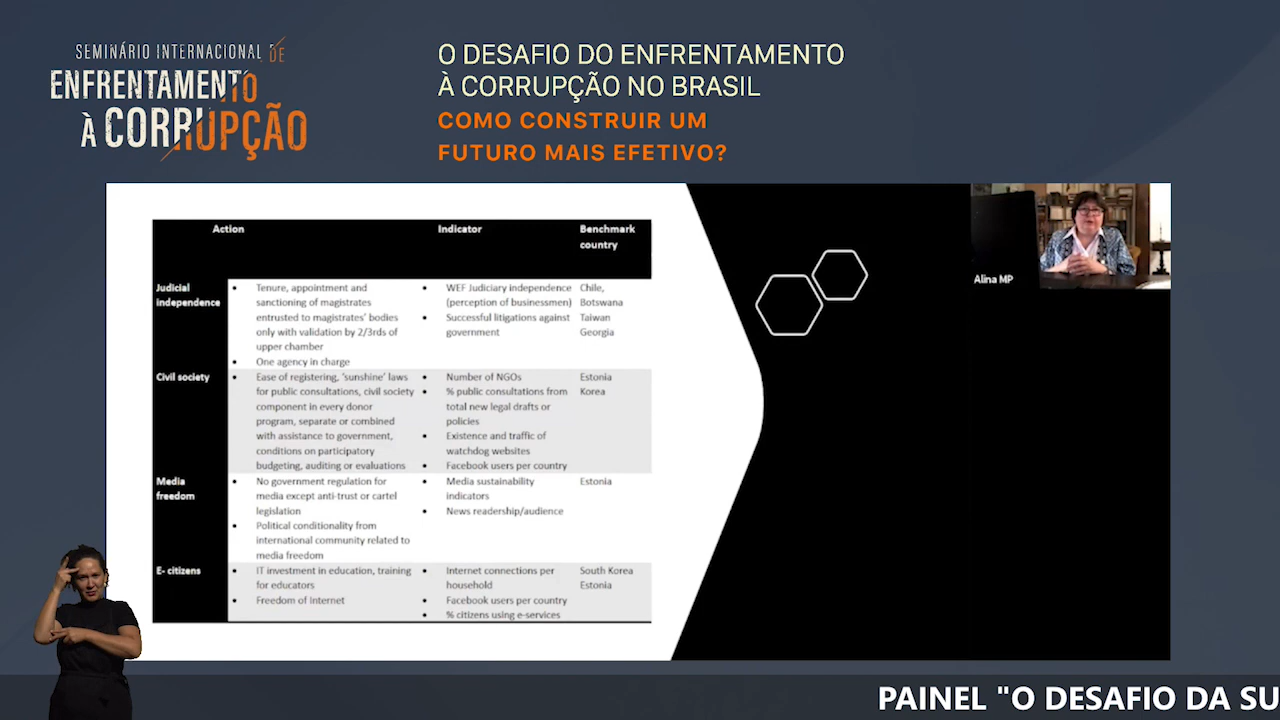 SEMINÁRIO INTERNACIONAL DE
ENFRENTAMENTO
À CORRUPÇÃO
O DESAFIO DO ENFRENTAMENTO
À CORRUPÇÃO NO BRASIL
COMO CONSTRUIR UM
FUTURO MAIS EFETIVO?
Action Indicator Benchmark
country
Judicial
independence
• Tenure, appointment and
sanctioning of magistrates
entrusted to magistrates' bodies
only with validation by 2/3rds of
upper chamber
• One agency in charge
• WEF Judiciary independence
(perception of businessmen)
• Successful litigations against
government
Chile,
Botswana
Taiwan
Georgia
Civil society
• Ease of registering, 'sunshine' laws
for public consultations, civil society
component in every donor
program, separate or combined
with assistance to government,
conditions on participatory
budgeting, auditing or evaluations
• Number of NGOs
• % public consultations from
total new legal drafts or
policies
• Existence and traffic of
watchdog websites
• Facebook users per country
Estonia
Korea
Media
freedom
• No government regulation for
media except anti-trust or cartel
legislation
• Political conditionality from
international community related to
media freedom
• Media sustainability
indicators
• News readership/audience
Estonia
E- citizens
• IT investment in education, training
for educators
• Freedom of Internet
• Internet connections per
household
• Facebook users per country
• % citizens using e-services
South Korea
Estonia
Alina MP
PAINEL "O DESAFIO DA SU